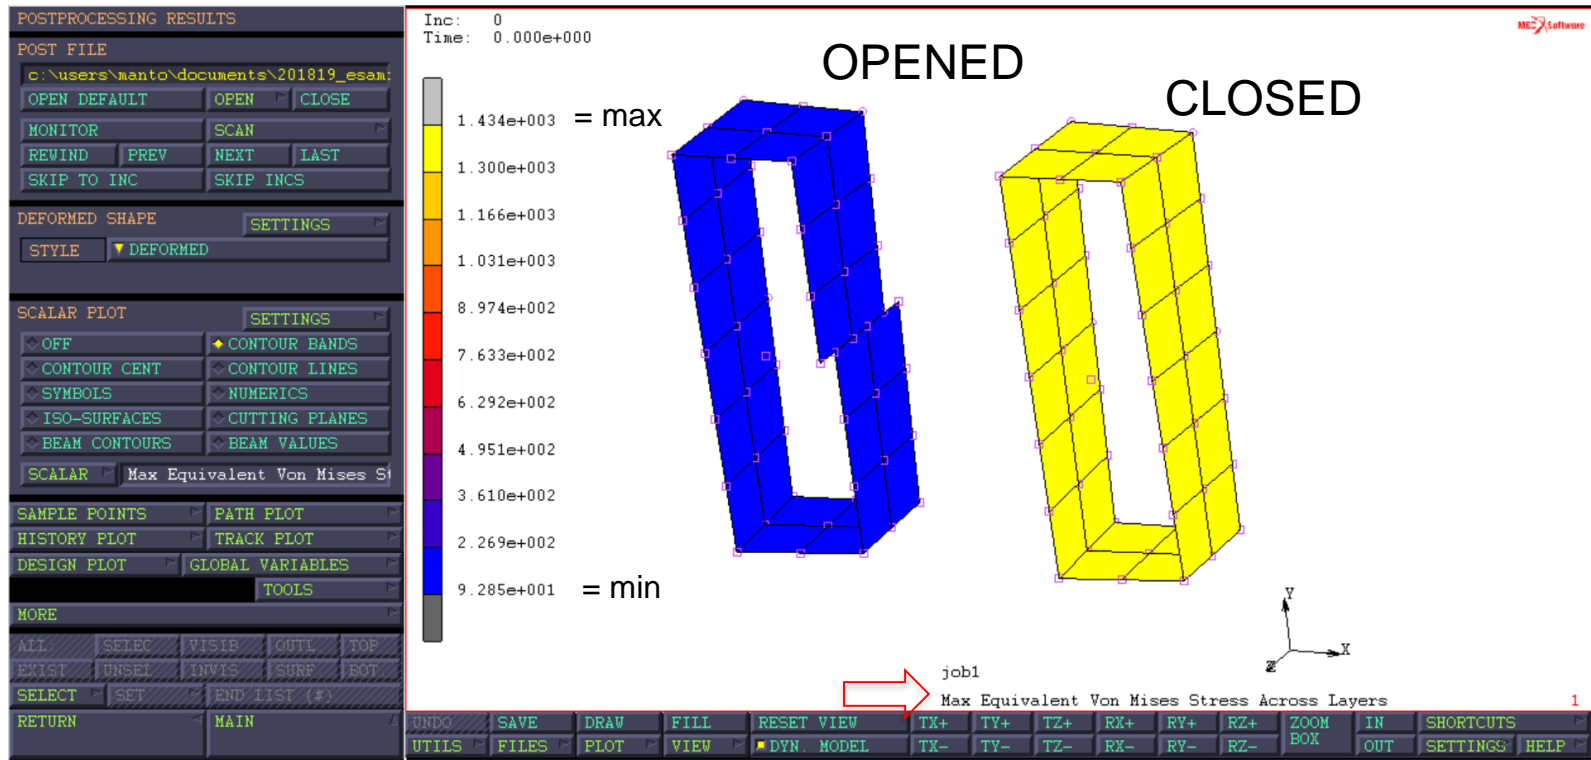 POSTPROCESSING RESULTS
POST FILE
c:\users\manto\documents\201819_esam:
OPEN DEFAULT OPEN CLOSE
MONITOR SCAN
REWIND PREV NEXT LAST
SKIP TO INC SKIP INCS
DEFORMED SHAPE SETTINGS
STYLE DEFORMED
SCALAR PLOT SETTINGS
OFF CONTOUR BANDS
CONTOUR CENT CONTOUR LINES
SYMBOLS NUMERICS
ISO-SURFACES CUTTING PLANES
BEAM CONTOURS BEAM VALUES
SCALAR Max Equivalent Von Mises St
SAMPLE POINTS PATH PLOT
HISTORY PLOT TRACK PLOT
DESIGN PLOT GLOBAL VARIABLES
TOOLS
MORE
ALL: SELEC VISIB OUTL TOP
EXIST UNSEL INVIS SURF BOT
SELECT SET END LIST (#)
RETURN MAIN
Inc: 0
Time: 0.000e+000
MSC Software
OPENED
CLOSED
1.434e+003 = max
1.300e+003
1.166e+003
1.031e+003
8.974e+002
7.633e+002
6.292e+002
4.951e+002
3.610e+002
2.269e+002
9.285e+001 = min
Y
X
Z
job1
Max Equivalent Von Mises Stress Across Layers
1
UNDO SAVE DRAW FILL RESET VIEW TX+ TY+ TZ+ RX+ RY+ RZ+ ZOOM BOX IN SHORTCUTS
UTILS FILES PLOT VIEW DYN. MODEL TX- TY- TZ- RX- RY- RZ- OUT SETTINGS HELP